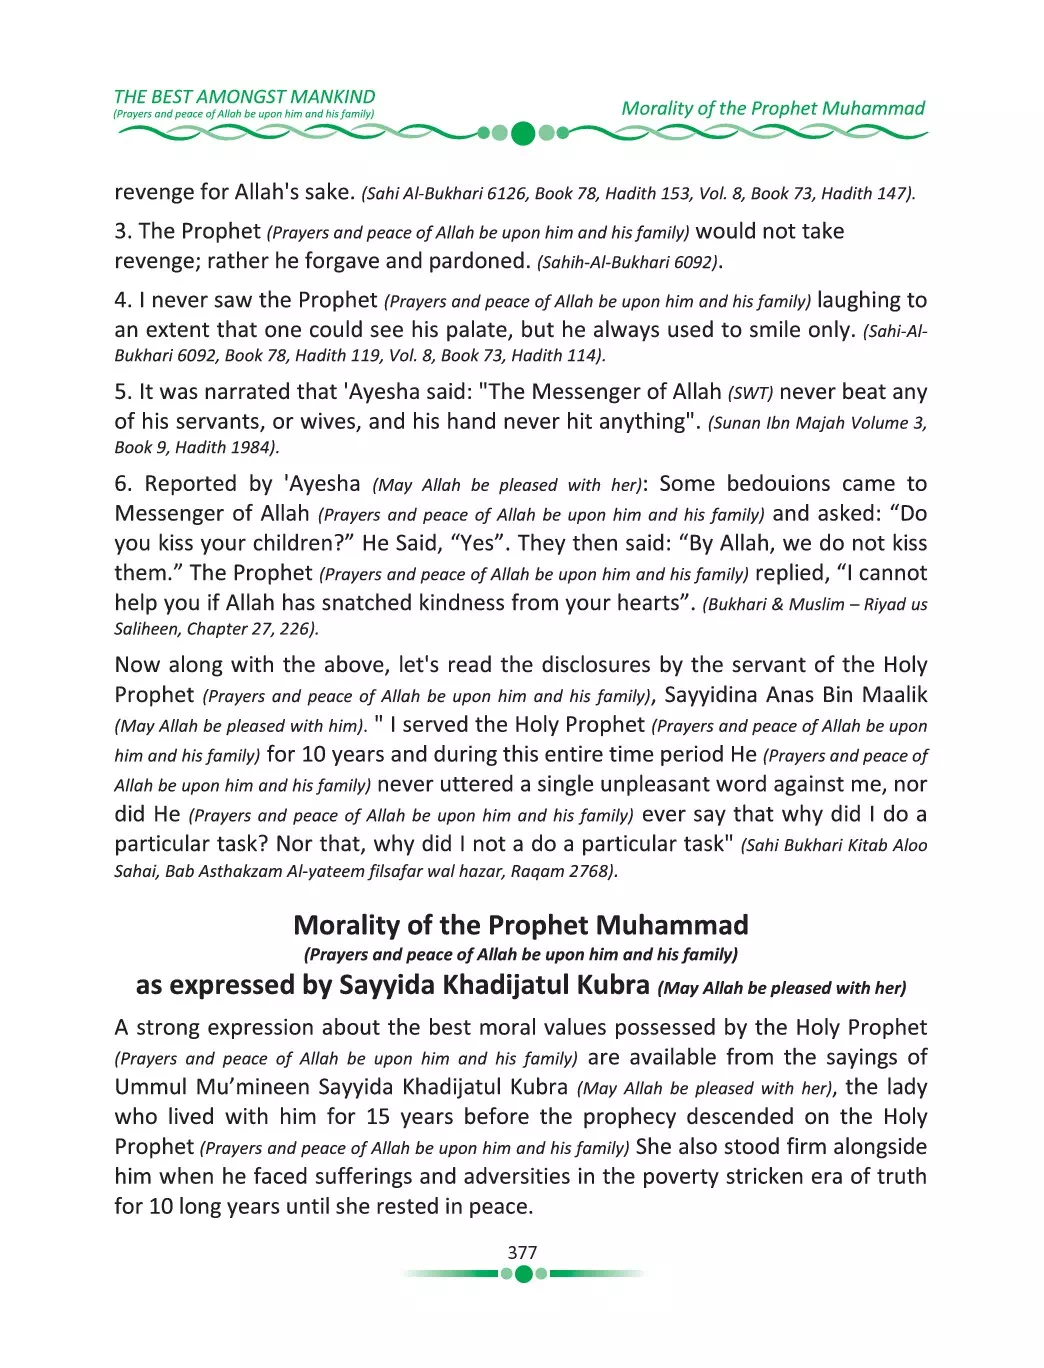 THE BEST AMONGST MANKIND
(Prayers and peace of Allah be upon him and his family)
Morality of the Prophet Muhammad
revenge for Allah's sake. (Sahi Al-Bukhari 6126, Book 78, Hadith 153, Vol. 8, Book 73, Hadith 147).
3. The Prophet (Prayers and peace of Allah be upon him and his family) would not take
revenge; rather he forgave and pardoned. (Sahih-Al-Bukhari 6092).
4. I never saw the Prophet (Prayers and peace of Allah be upon him and his family) laughing to
an extent that one could see his palate, but he always used to smile only. (Sahi-Al-
Bukhari 6092, Book 78, Hadith 119, Vol. 8, Book 73, Hadith 114).
5. It was narrated that 'Ayesha said: "The Messenger of Allah (SWT) never beat any
of his servants, or wives, and his hand never hit anything". (Sunan Ibn Majah Volume 3,
Book 9, Hadith 1984).
6. Reported by 'Ayesha (May Allah be pleased with her): Some bedouions came to
Messenger of Allah (Prayers and peace of Allah be upon him and his family) and asked: “Do
you kiss your children?” He Said, “Yes”. They then said: “By Allah, we do not kiss
them.” The Prophet (Prayers and peace of Allah be upon him and his family) replied, “I cannot
help you if Allah has snatched kindness from your hearts”. (Bukhari & Muslim – Riyad us
Saliheen, Chapter 27, 226).
Now along with the above, let's read the disclosures by the servant of the Holy
Prophet (Prayers and peace of Allah be upon him and his family), Sayyidina Anas Bin Maalik
(May Allah be pleased with him). " I served the Holy Prophet (Prayers and peace of Allah be upon
him and his family) for 10 years and during this entire time period He (Prayers and peace of
Allah be upon him and his family) never uttered a single unpleasant word against me, nor
did He (Prayers and peace of Allah be upon him and his family) ever say that why did I do a
particular task? Nor that, why did I not a do a particular task" (Sahi Bukhari Kitab Aloo
Sahai, Bab Asthakzam Al-yateem filsafar wal hazar, Raqam 2768).
Morality of the Prophet Muhammad
(Prayers and peace of Allah be upon him and his family)
as expressed by Sayyida Khadijatul Kubra (May Allah be pleased with her)
A strong expression about the best moral values possessed by the Holy Prophet
(Prayers and peace of Allah be upon him and his family) are available from the sayings of
Ummul Mu’mineen Sayyida Khadijatul Kubra (May Allah be pleased with her), the lady
who lived with him for 15 years before the prophecy descended on the Holy
Prophet (Prayers and peace of Allah be upon him and his family) She also stood firm alongside
him when he faced sufferings and adversities in the poverty stricken era of truth
for 10 long years until she rested in peace.
377